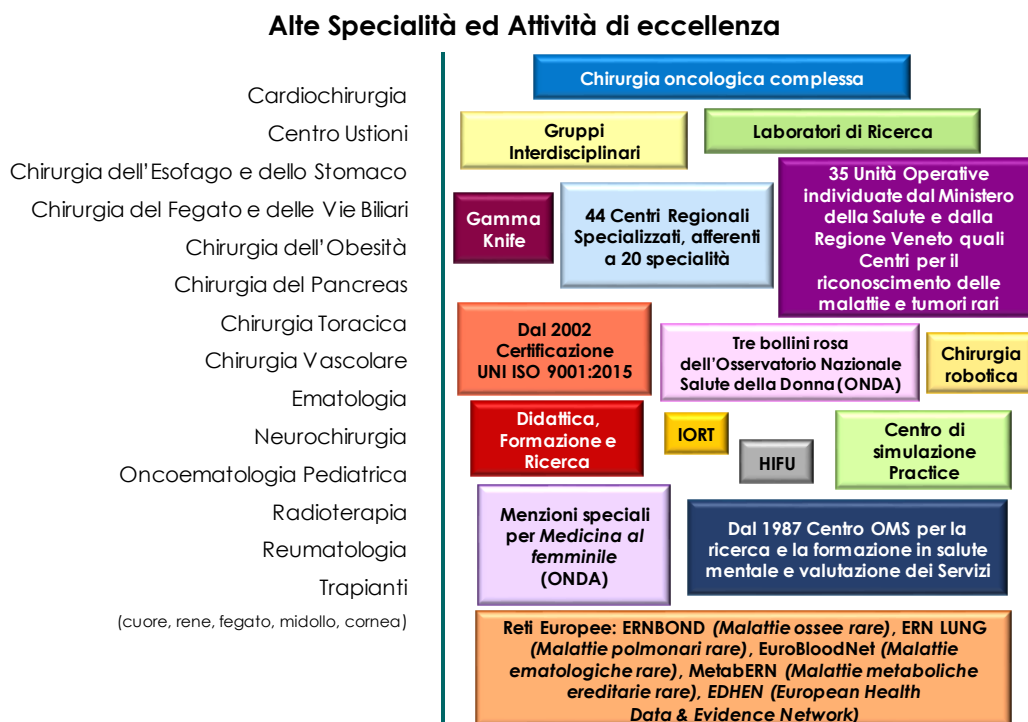 Alte Specialità ed Attività di eccellenza
Cardiochirurgia
Centro Ustioni
Chirurgia dell'Esofago e dello Stomaco
Chirurgia del Fegato e delle Vie Biliari
Chirurgia dell'Obesità
Chirurgia del Pancreas
Chirurgia Toracica
Chirurgia Vascolare
Ematologia
Neurochirurgia
Oncoematologia Pediatrica
Radioterapia
Reumatologia
Trapianti
(cuore, rene, fegato, midollo, cornea)
Chirurgia oncologica complessa
Gruppi
Interdisciplinari
Laboratori di Ricerca
Gamma
Knife
44 Centri Regionali
Specializzati, afferenti
a 20 specialità
35 Unità Operative
individuate dal Ministero
della Salute e dalla
Regione Veneto quali
Centri per il
riconoscimento delle
malattie e tumori rari
Dal 2002
Certificazione
UNI ISO 9001:2015
Tre bollini rosa
dell'Osservatorio Nazionale
Salute della Donna (ONDA)
Chirurgia
robotica
Didattica,
Formazione e
Ricerca
IORT
HIFU
Centro di
simulazione
Practice
Menzioni speciali
per Medicina al
femminile
(ONDA)
Dal 1987 Centro OMS per la
ricerca e la formazione in salute
mentale e valutazione dei Servizi
Reti Europee: ERNBOND (Malattie ossee rare), ERN LUNG
(Malattie polmonari rare), EuroBloodNet (Malattie
ematologiche rare), MetabERN (Malattie metaboliche
ereditarie rare), EDHEN (European Health
Data & Evidence Network)